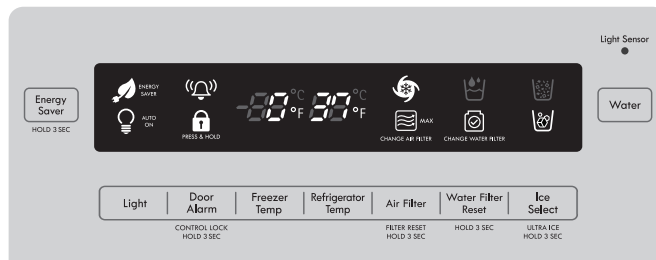 Light Sensor
Energy
Saver
HOLD 3 SEC
ENERGY
SAVER
AUTO
ON
PRESS & HOLD
0 °C
°F
37 °C
°F
MAX
CHANGE AIR FILTER
CHANGE WATER FILTER
Water
Light
Door
Alarm
CONTROL LOCK
HOLD 3 SEC
Freezer
Temp
Refrigerator
Temp
Air Filter
FILTER RESET
HOLD 3 SEC
Water Filter
Reset
HOLD 3 SEC
Ice
Select
ULTRA ICE
HOLD 3 SEC